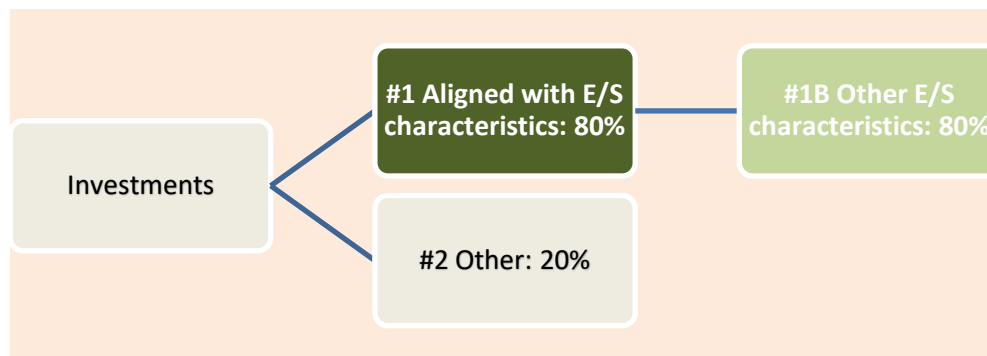 Investments
#1 Aligned with E/S
characteristics: 80%
#1B Other E/S
characteristics: 80%
#2 Other: 20%